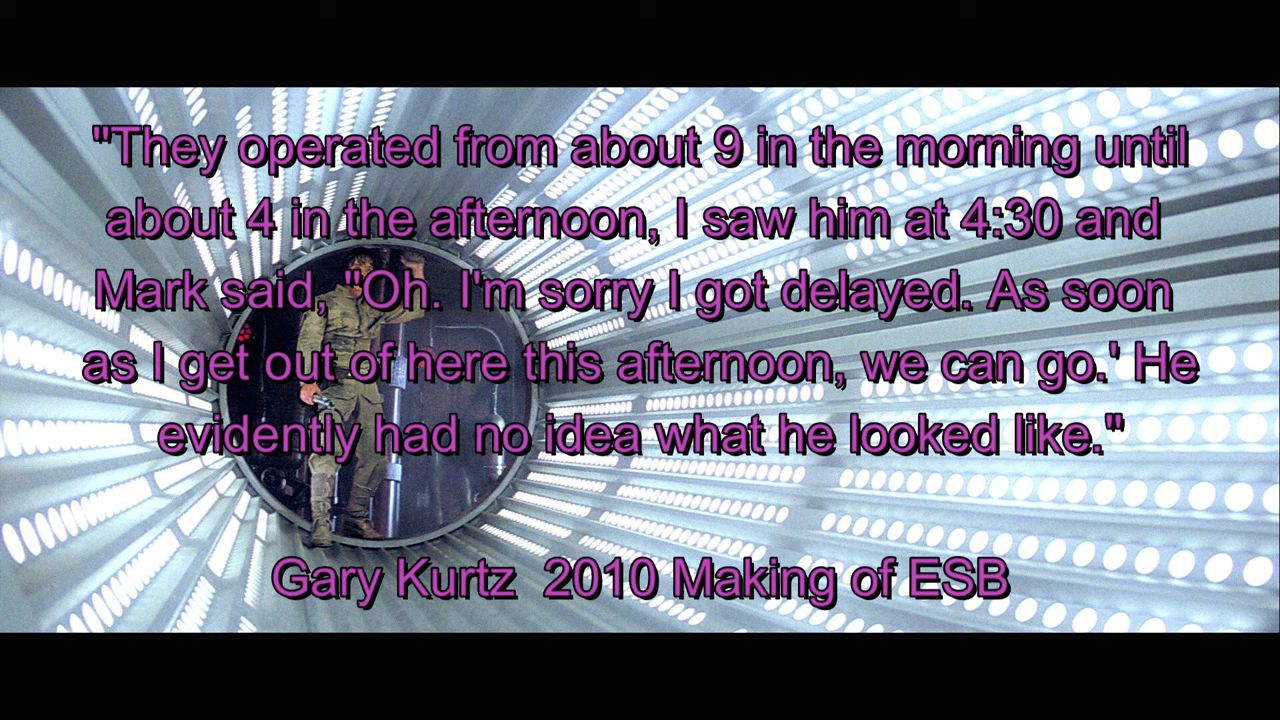 "They operated from about 9 in the morning until
about 4 in the afternoon, I saw him at 4:30 and
Mark said, "Oh. I'm sorry I got delayed. As soon
as I get out of here this afternoon, we can go.' He
evidently had no idea what he looked like."
Gary Kurtz  2010 Making of ESB